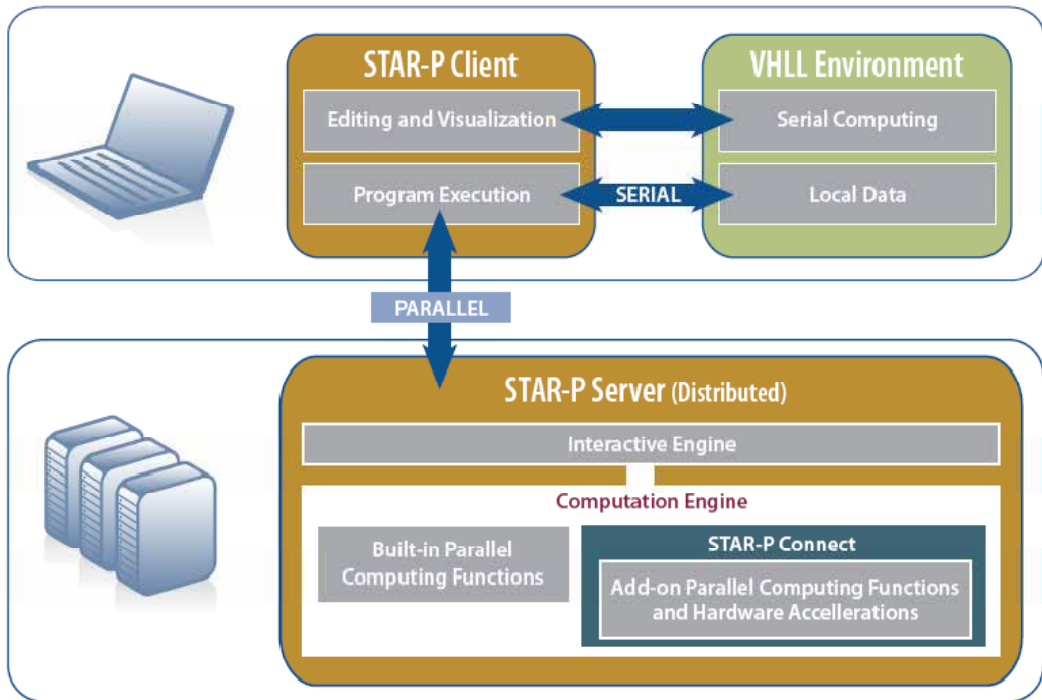 STAR-P Client
VHLL Environment
Editing and Visualization
Serial Computing
Program Execution
SERIAL
Local Data
PARALLEL
STAR-P Server (Distributed)
Interactive Engine
Computation Engine
Built-in Parallel
Computing Functions
STAR-P Connect
Add-on Parallel Computing Functions
and Hardware Accellerations